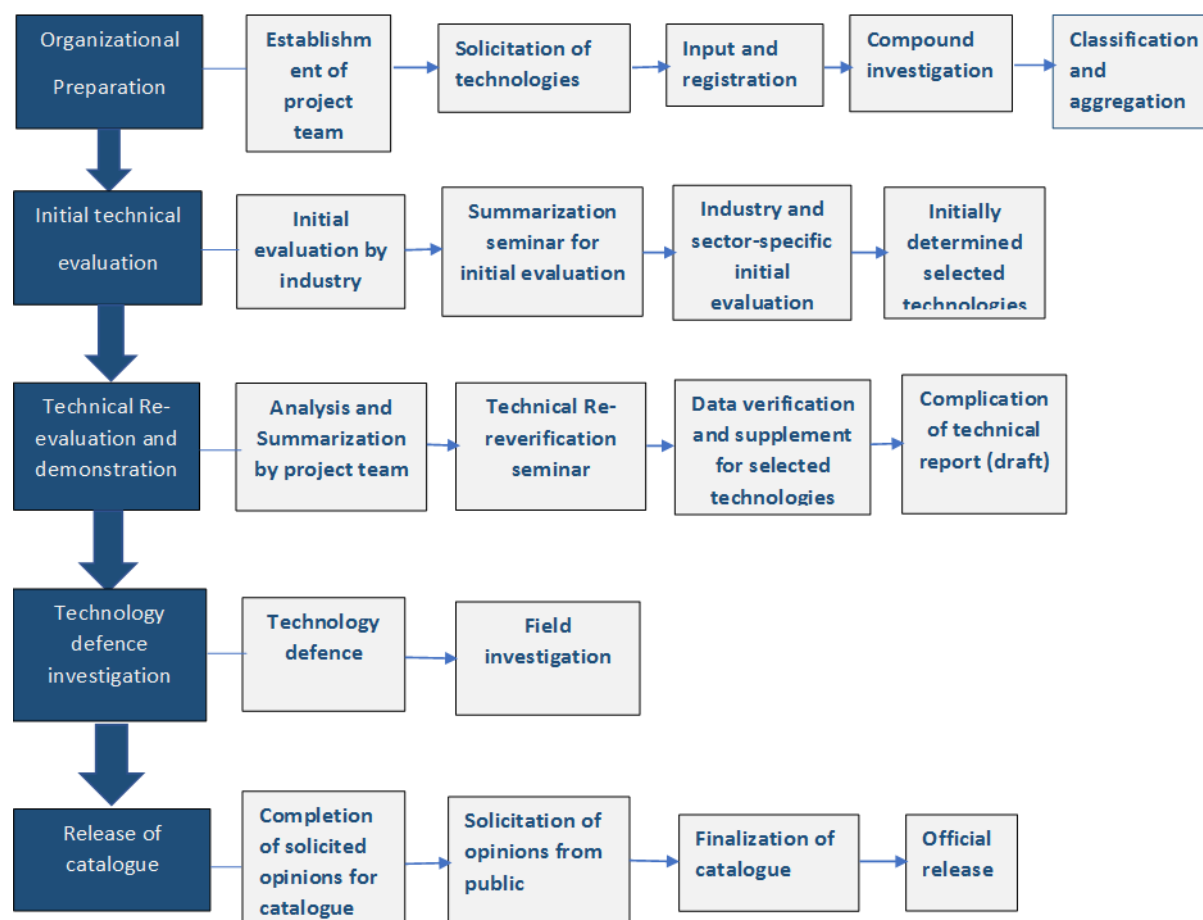 Organizational
Preparation
Establishm
ent of
project
team
Solicitation of
technologies
Input and
registration
Compound
investigation
Classification
and
aggregation
Initial technical
evaluation
Initial
evaluation by
industry
Summarization
seminar for
initial evaluation
Industry and
sector-specific
initial
evaluation
Initially
determined
selected
technologies
Technical Re-
evaluation and
demonstration
Analysis and
Summarization
by project team
Technical Re-
reverification
seminar
Data verification
and supplement
for selected
technologies
Complication
of technical
report (draft)
Technology
defence
investigation
Technology
defence
Field
investigation
Release of
catalogue
Completion
of solicited
opinions for
catalogue
Solicitation of
opinions from
public
Finalization of
catalogue
Official
release